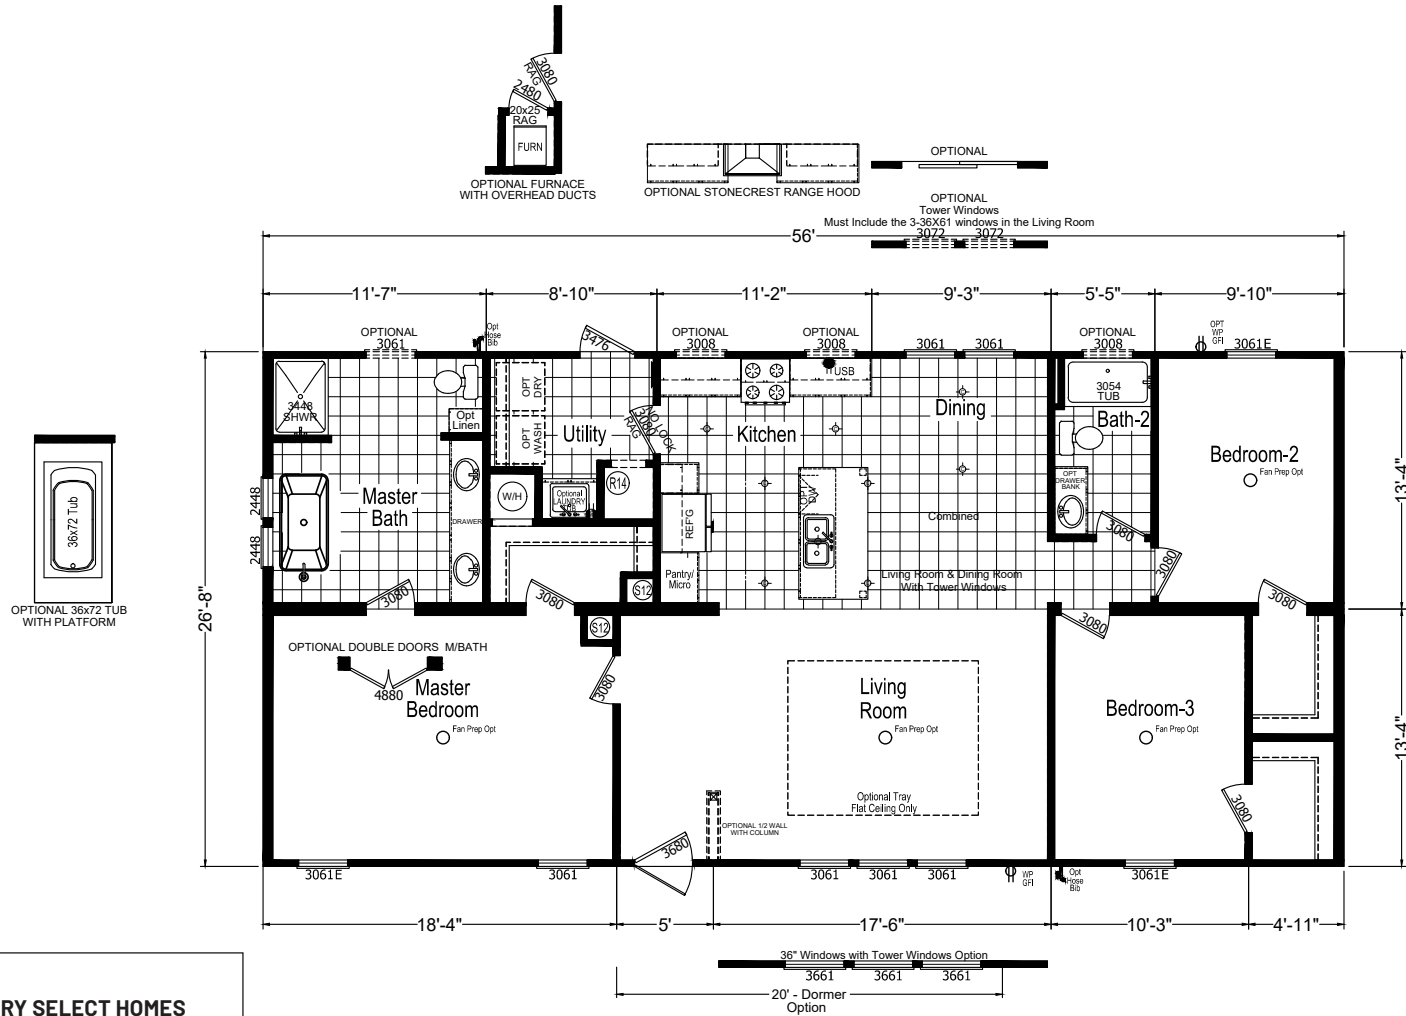 3080
RAG
2480
20x25
RAG
FURN
OPTIONAL FURNACE
WITH OVERHEAD DUCTS
OPTIONAL STONECREST RANGE HOOD
OPTIONAL
OPTIONAL
Tower Windows
Must Include the 3-36X61 windows in the Living Room
3072 3072
56'
11'-7" 8'-10" 11'-2" 9'-3" 5'-5" 9'-10"
OPTIONAL
3061
Opt
Hose
Bib
3476
OPTIONAL
3008
OPTIONAL
3008
3061 3061
OPTIONAL
3008
OPT
WP
GFI
3061E
USB
3448
SHWR
Opt
Linen
OPT
DRY
OPT
WASH
Utility
NO LOCK
3080
RAG
Kitchen
Dining
3054
TUB
Bath-2
Bedroom-2
Fan Prep Opt
13'-4"
36x72 Tub
OPTIONAL 36x72 TUB
WITH PLATFORM
26'-8"
2448
2448
Master
Bath
DRAWER
W/H
Optional
LAUNDRY
TUB
R14
REF'G
OPT
D/W
Combined
OPT
DRAWER
BANK
3080
3080
Pantry/
Micro
Living Room & Dining Room
With Tower Windows
S12
3080
3080
3080
3080
S12
OPTIONAL DOUBLE DOORS M/BATH
4880
Master
Bedroom
Fan Prep Opt
3080
Living
Room
Fan Prep Opt
Bedroom-3
Fan Prep Opt
13'-4"
Optional Tray
Flat Ceiling Only
OPTIONAL 1/2 WALL
WITH COLUMN
3080
3680
3061E
3061
3061 3061 3061
WP
GFI
Opt
Hose
Bib
3061E
18'-4" 5' 17'-6" 10'-3" 4'-11"
36" Windows with Tower Windows Option
3661 3661 3661
20' - Dormer
Option
RY SELECT HOMES